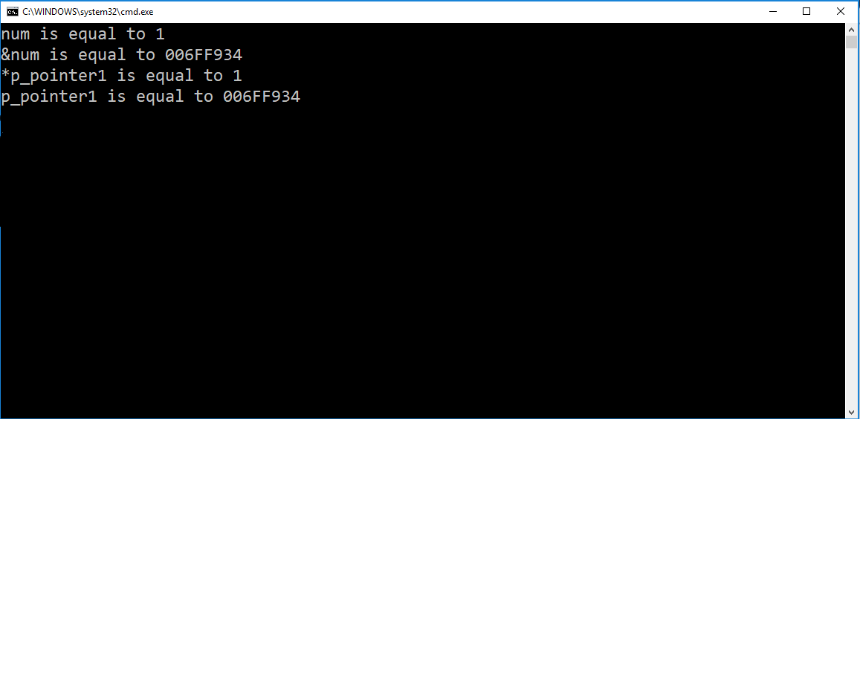 C:\WINDOWS\system32\cmd.exe
num is equal to 1
&num is equal to 006FF934
*p_pointer1 is equal to 1
p_pointer1 is equal to 006FF934